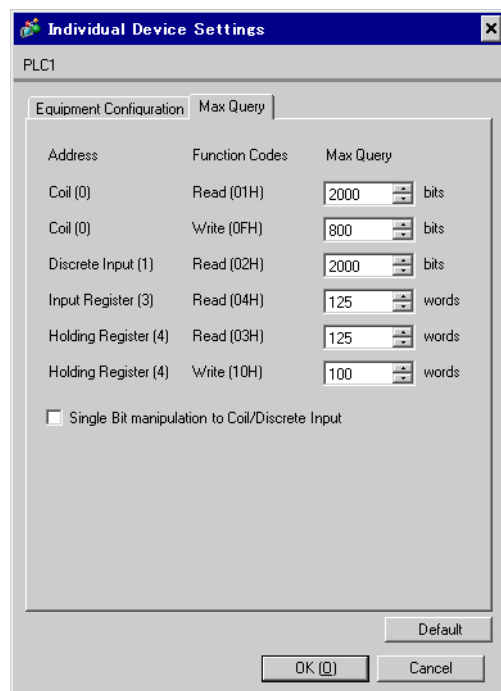 Individual Device Settings
PLC1
Equipment Configuration Max Query
Address Function Codes Max Query
Coil (0) Read (01H) 2000 bits
Coil (0) Write (0FH) 800 bits
Discrete Input (1) Read (02H) 2000 bits
Input Register (3) Read (04H) 125 words
Holding Register (4) Read (03H) 125 words
Holding Register (4) Write (10H) 100 words
Single Bit manipulation to Coil/Discrete Input
Default
OK (O) Cancel